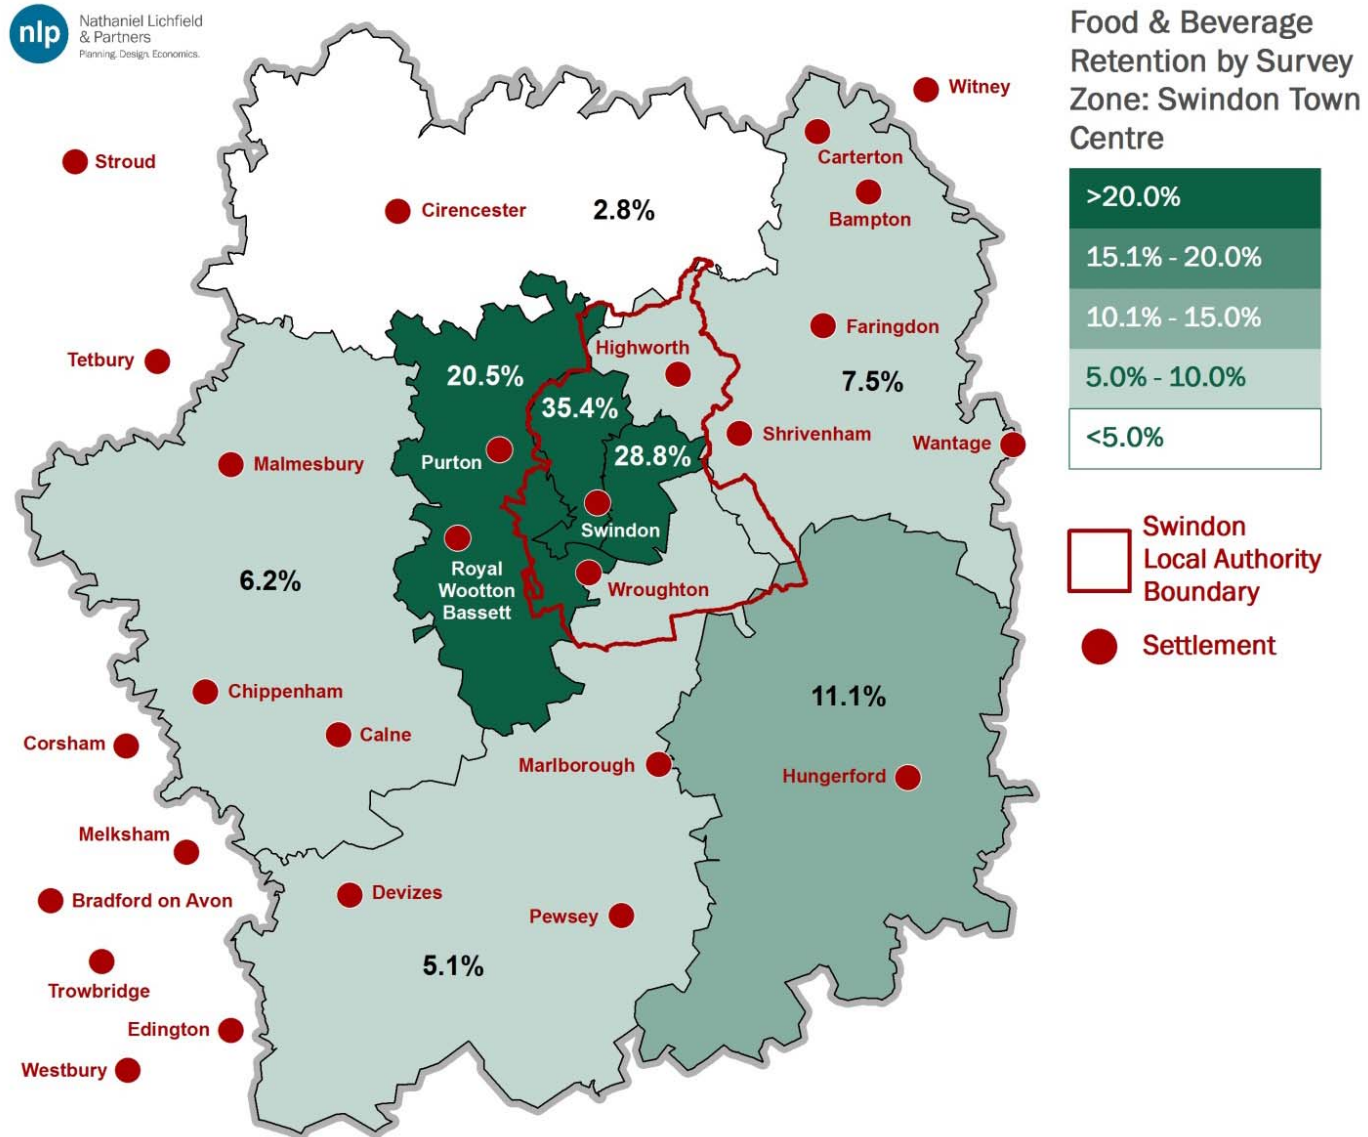 nlp
Nathaniel Lichfield
& Partners
Planning. Design. Economics.
Food & Beverage
Retention by Survey
Zone: Swindon Town
Centre
>20.0%
15.1% - 20.0%
10.1% - 15.0%
5.0% - 10.0%
<5.0%
Swindon
Local Authority
Boundary
Settlement
Witney
Carterton
Stroud
Bampton
Cirencester
2.8%
Faringdon
Highworth
Tetbury
20.5%
7.5%
35.4%
Shrivenham
Wantage
28.8%
Purton
Malmesbury
Swindon
Royal
Wootton
Bassett
6.2%
Wroughton
Chippenham
11.1%
Calne
Corsham
Marlborough
Hungerford
Melksham
Devizes
Bradford on Avon
Pewsey
5.1%
Trowbridge
Edington
Westbury